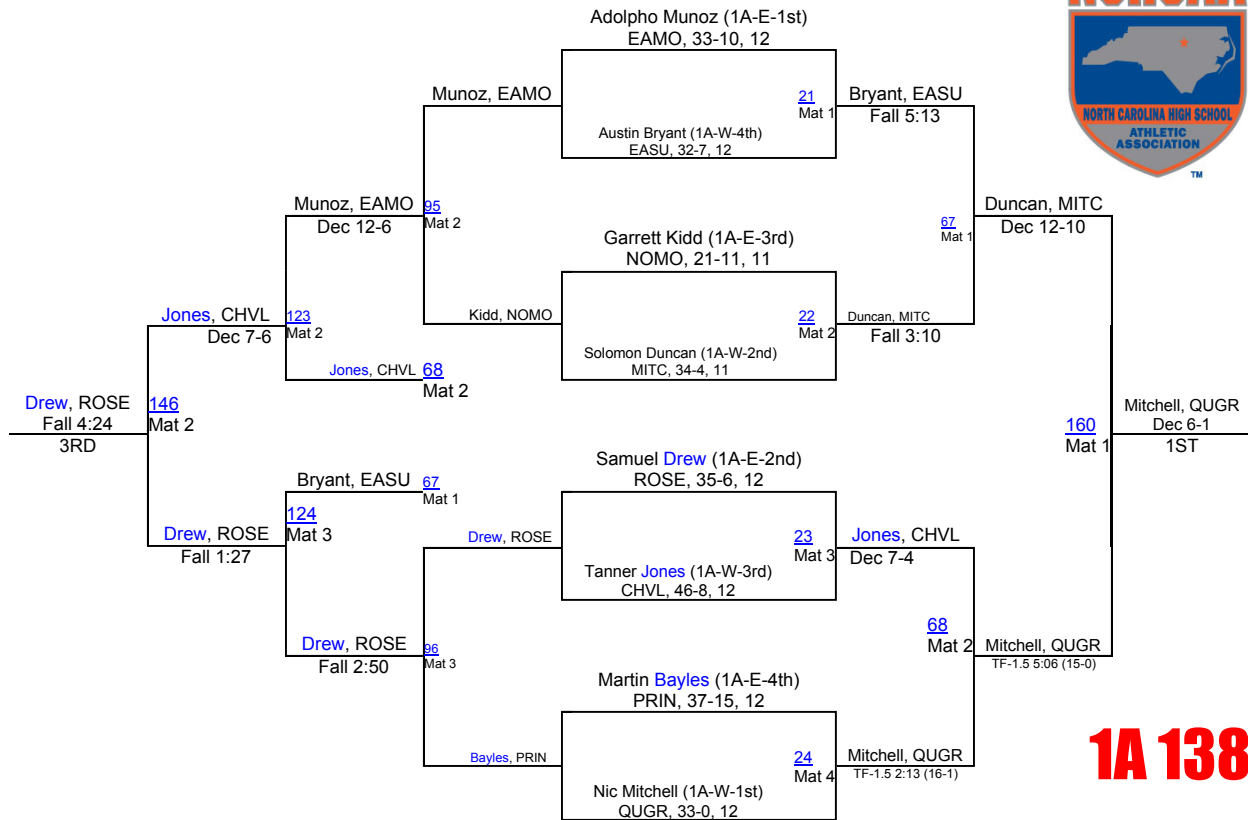 Adolpho Munoz (1A-E-1st)
EAMO, 33-10, 12
Munoz, EAMO
21
Mat 1
Bryant, EASU
Fall 5:13
Austin Bryant (1A-W-4th)
EASU, 32-7, 12
NORTH CAROLINA HIGH SCHOOL
ATHLETIC
ASSOCIATION
TM
Munoz, EAMO
Dec 12-6
95
Mat 2
67
Mat 1
Duncan, MITC
Dec 12-10
Garrett Kidd (1A-E-3rd)
NOMO, 21-11, 11
Jones, CHVL
Dec 7-6
123
Mat 2
Kidd, NOMO
22
Mat 2
Duncan, MITC
Fall 3:10
Solomon Duncan (1A-W-2nd)
MITC, 34-4, 11
Jones, CHVL
68
Mat 2
Drew, ROSE
Fall 4:24
3RD
146
Mat 2
160
Mat 1
Mitchell, QUGR
Dec 6-1
1ST
Samuel Drew (1A-E-2nd)
ROSE, 35-6, 12
Bryant, EASU
67
Mat 1
124
Mat 3
Drew, ROSE
Fall 1:27
Drew, ROSE
23
Mat 3
Jones, CHVL
Dec 7-4
Tanner Jones (1A-W-3rd)
CHVL, 46-8, 12
68
Mat 2
Drew, ROSE
Fall 2:50
96
Mat 3
Mitchell, QUGR
TF-1.5 5:06 (15-0)
Martin Bayles (1A-E-4th)
PRIN, 37-15, 12
Bayles, PRIN
24
Mat 4
Mitchell, QUGR
TF-1.5 2:13 (16-1)
Nic Mitchell (1A-W-1st)
QUGR, 33-0, 12
1A 138